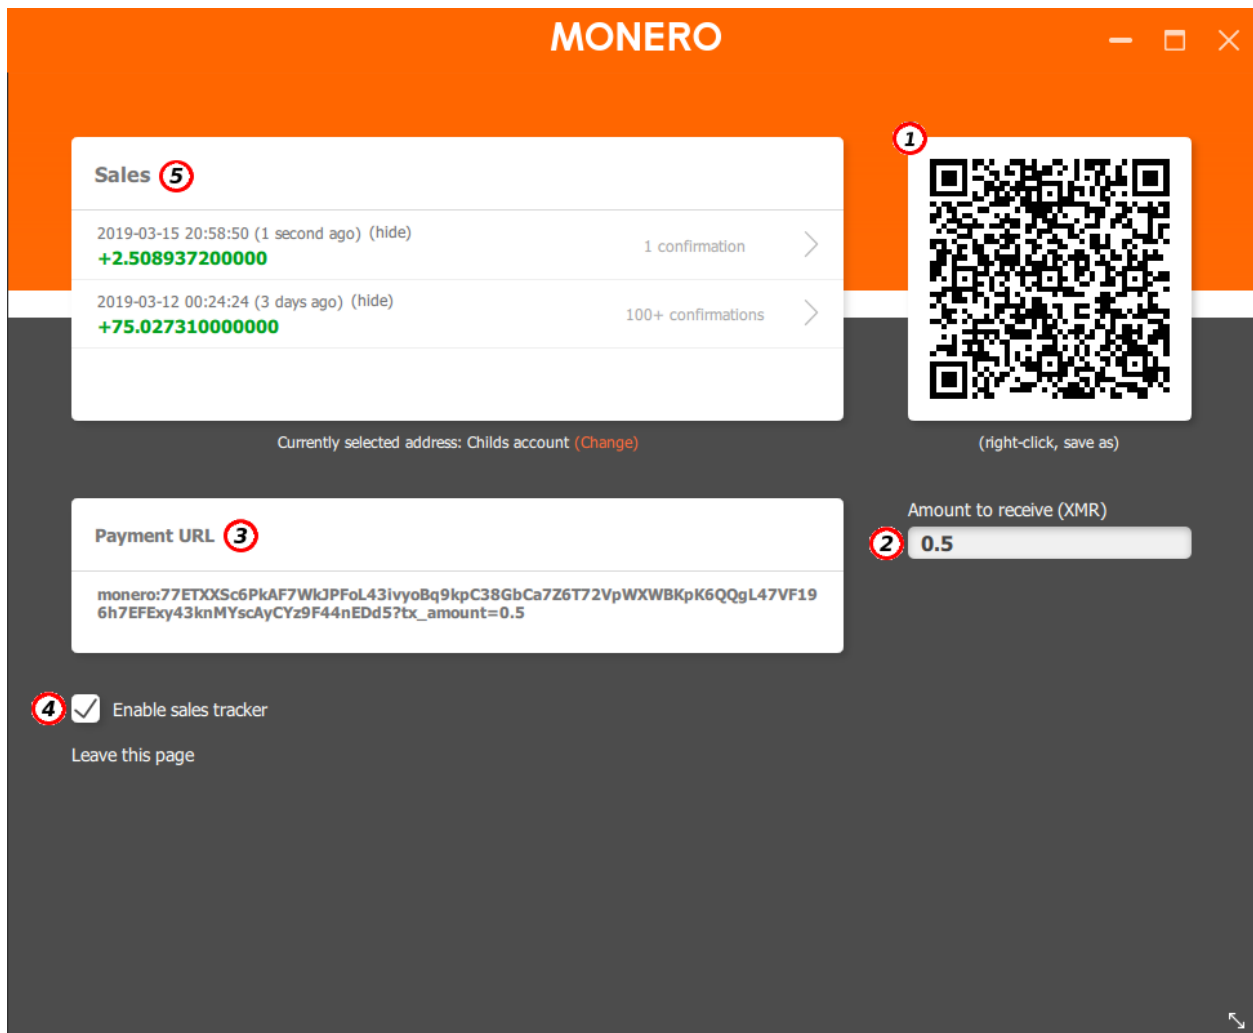 MONERO
Sales 5
1
2019-03-15 20:58:50 (1 second ago) (hide)
+2.508937200000
1 confirmation
2019-03-12 00:24:24 (3 days ago) (hide)
+75.027310000000
100+ confirmations
Currently selected address: Childs account (Change)
(right-click, save as)
Payment URL 3
monero:77ETXXSc6PkAF7WkJPFoL43ivyoBq9kpC38GbCa7Z6T72VpWXWBKpK6QQgL47VF19
6h7EFExy43knMYscAyCYz9F44nEDd5?tx_amount=0.5
Amount to receive (XMR)
2 0.5
4 Enable sales tracker
Leave this page